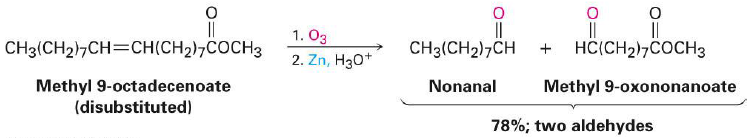 O
CH3(CH2)7CH=CH(CH2)7COCH3
Methyl 9-octadecenoate
(disubstituted)
1. O3
2. Zn, H3O+
O
CH3(CH2)7CH
Nonanal
+
O O
HC(CH2)7COCH3
Methyl 9-oxononanoate
78%; two aldehydes